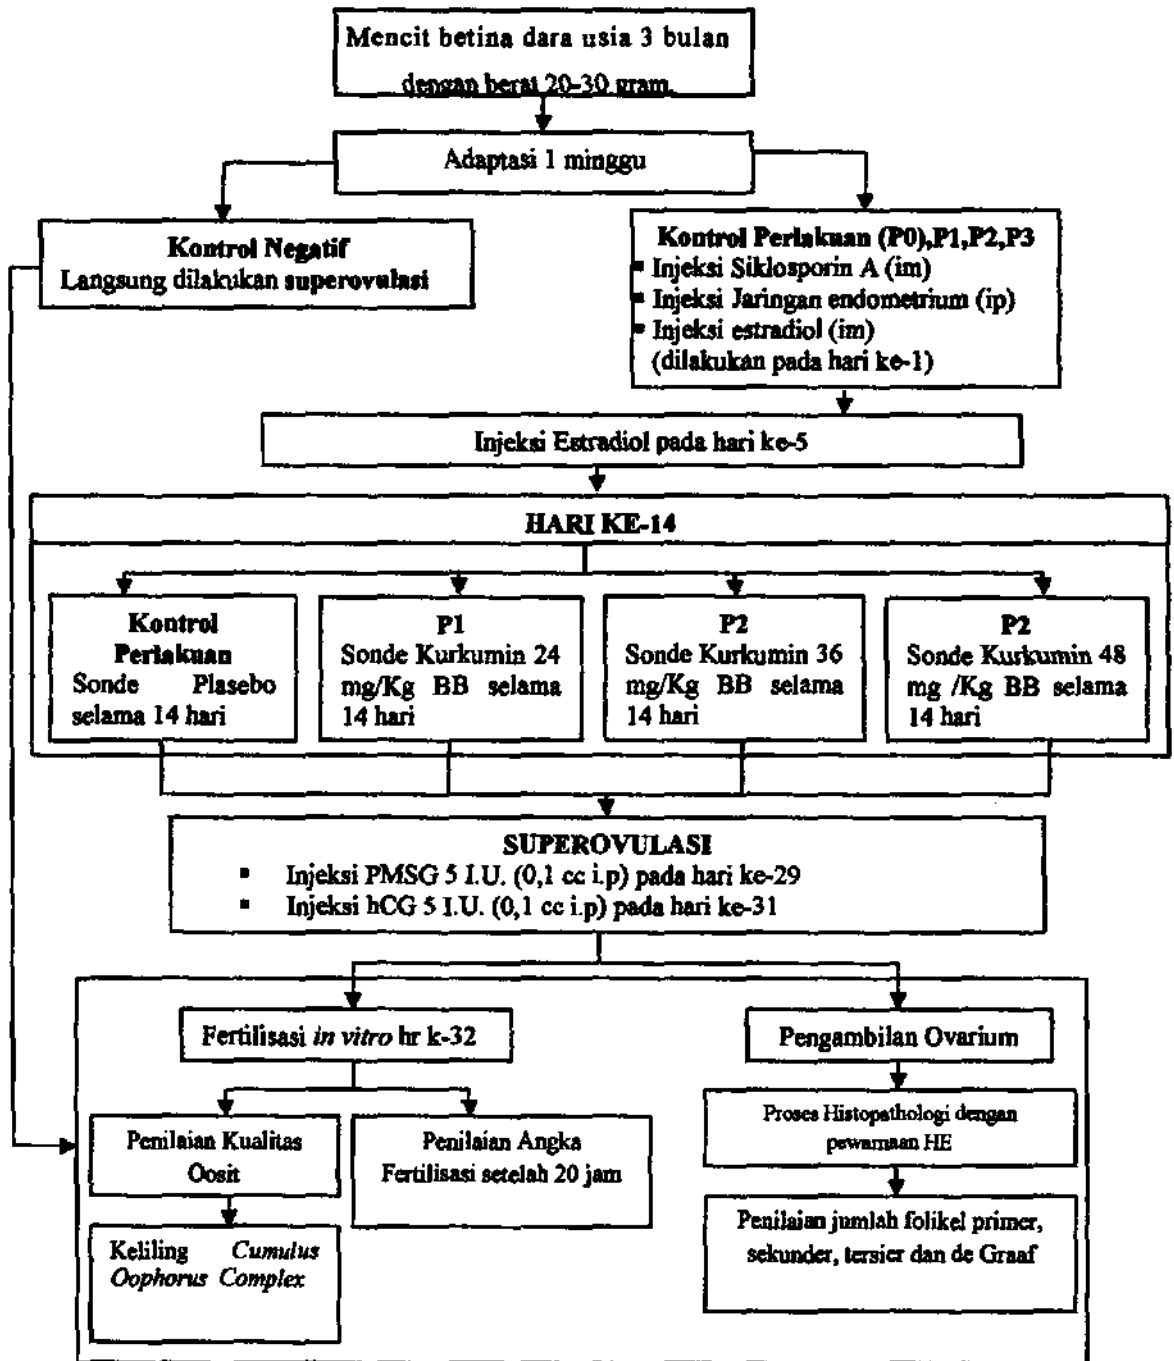 Mencit betina dara usia 3 bulan
dengan berat 20-30 gram.
Adaptasi 1 minggu
Kontrol Negatif
Langsung dilakukan superovulasi
Kontrol Perlakuan (P0),P1,P2,P3
▪ Injeksi Siklosporin A (im)
▪ Injeksi Jaringan endometrium (ip)
▪ Injeksi estradiol (im)
(dilakukan pada hari ke-1)
Injeksi Estradiol pada hari ke-5
HARI KE-14
Kontrol
Perlakuan
Sonde Plasebo
selama 14 hari
P1
Sonde Kurkumin 24
mg/Kg BB selama
14 hari
P2
Sonde Kurkumin 36
mg/Kg BB selama
14 hari
P2
Sonde Kurkumin 48
mg /Kg BB selama
14 hari
SUPEROVULASI
▪ Injeksi PMSG 5 I.U. (0,1 cc i.p) pada hari ke-29
▪ Injeksi hCG 5 I.U. (0,1 cc i.p) pada hari ke-31
Fertilisasi in vitro hr k-32
Pengambilan Ovarium
Penilaian Kualitas
Oosit
Penilaian Angka
Fertilisasi setelah 20 jam
Proses Histopathologi dengan
pewarnaan HE
Keliling Cumulus
Oophorus Complex
Penilaian jumlah folikel primer,
sekunder, tersier dan de Graaf